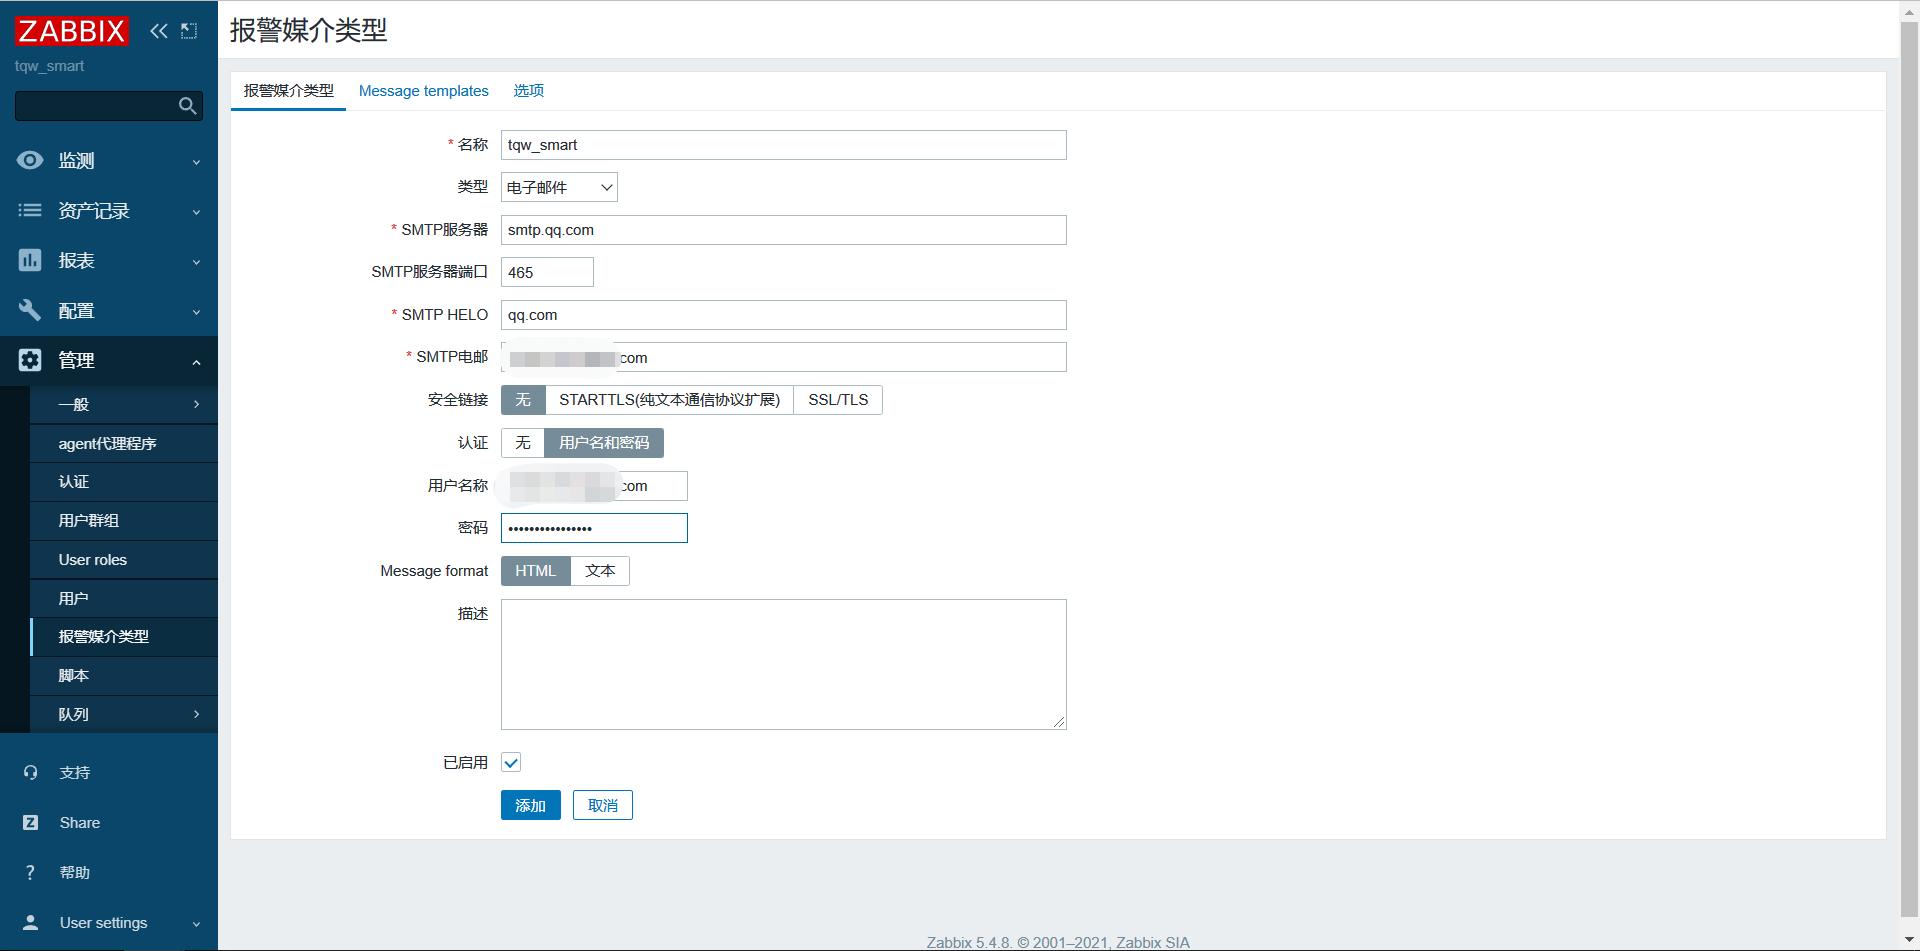 ZABBIX
tqw_smart
监测
资产记录
报表
配置
管理
一般
agent代理程序
认证
用户群组
User roles
用户
报警媒介类型
脚本
队列
支持
Share
帮助
User settings
报警媒介类型
报警媒介类型 Message templates 选项
* 名称 tqw_smart
类型 电子邮件
* SMTP服务器 smtp.qq.com
SMTP服务器端口 465
* SMTP HELO qq.com
* SMTP电邮 com
安全链接 无 STARTTLS(纯文本通信协议扩展) SSL/TLS
认证 无 用户名和密码
用户名称 com
密码 ••••••••••••••••
Message format HTML 文本
描述
已启用
添加 取消
Zabbix 5.4.8. © 2001–2021, Zabbix SIA